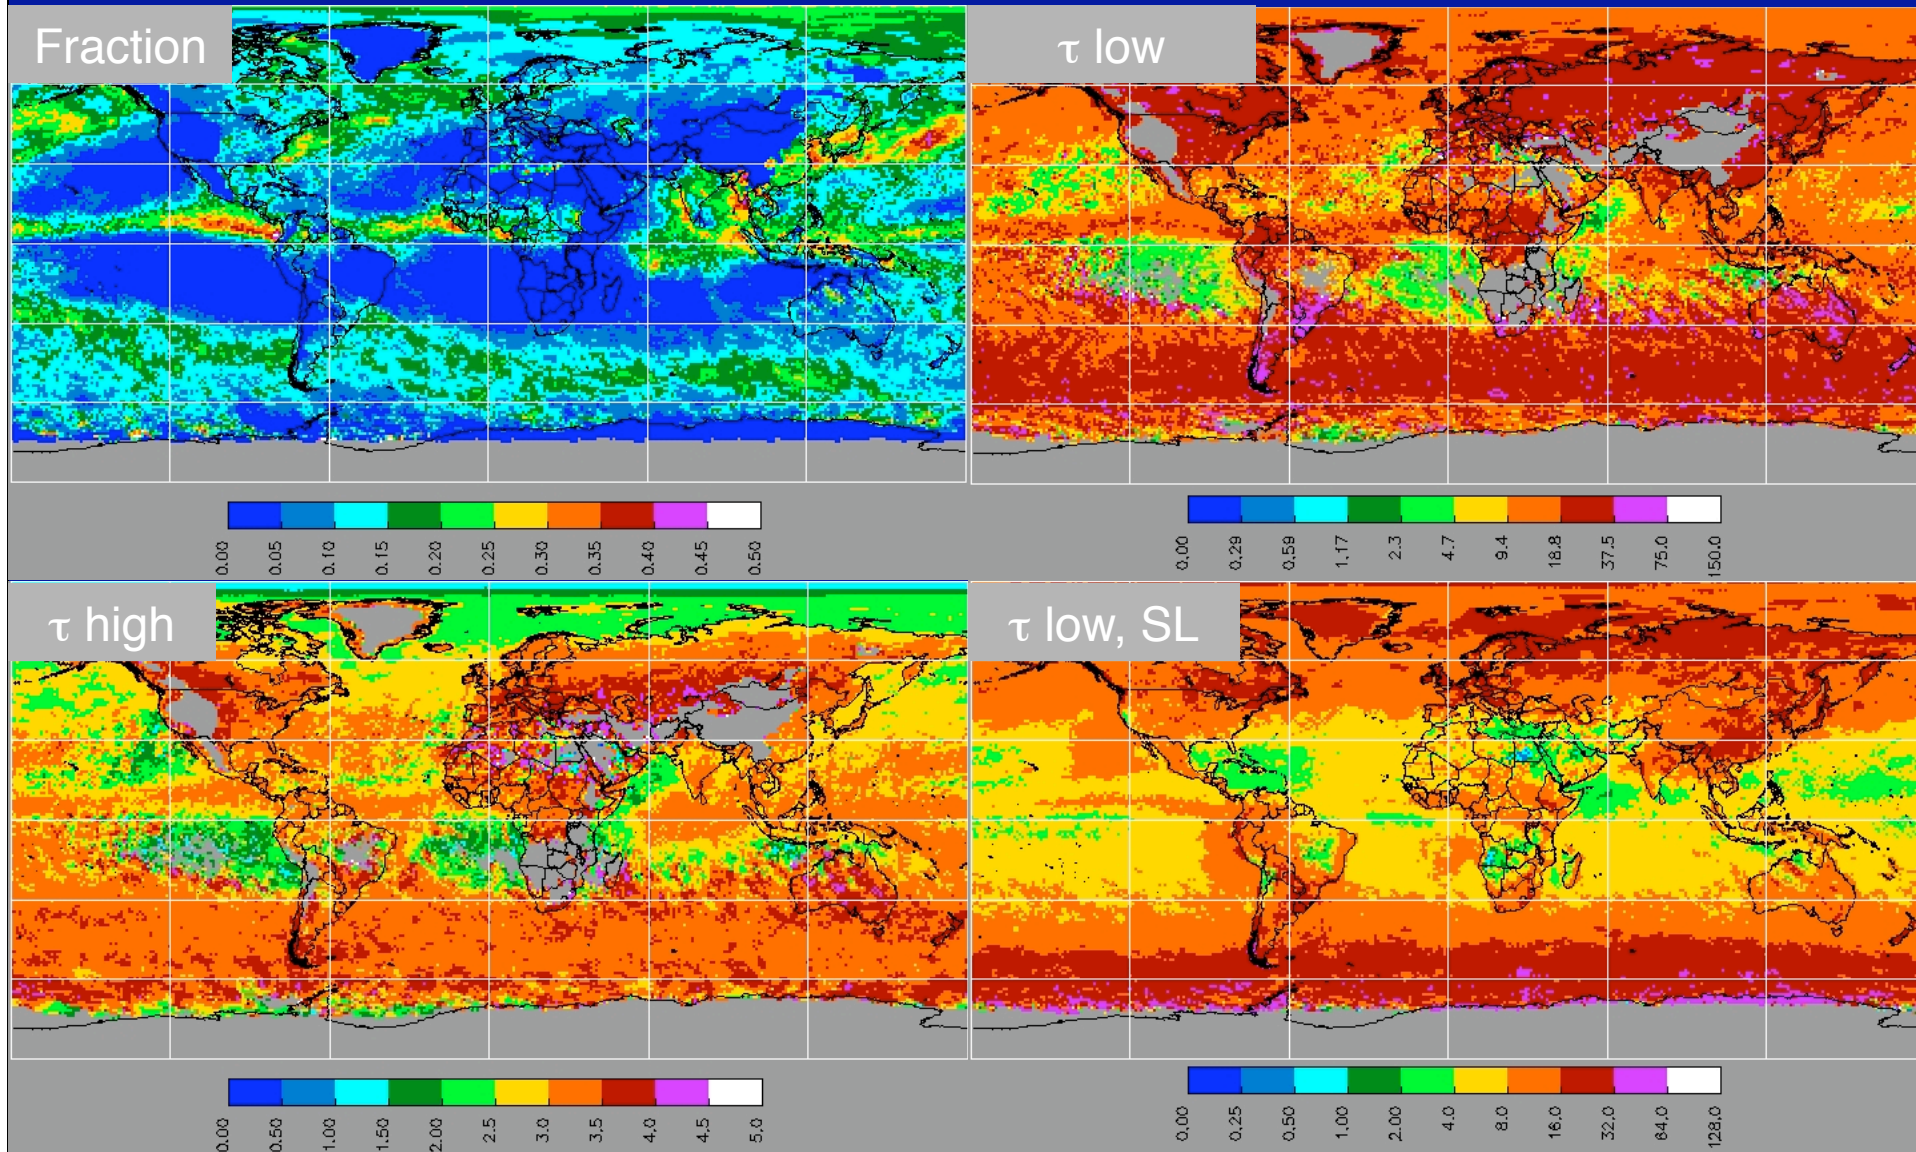 Fraction
τ low
0.00 0.05 0.10 0.15 0.20 0.25 0.30 0.35 0.40 0.45 0.50
0.00 0.29 0.59 1.17 2.3 4.7 9.4 18.8 37.5 75.0 150.0
τ high
τ low, SL
0.00 0.50 1.00 1.50 2.00 2.5 3.0 3.5 4.0 4.5 5.0
0.00 0.25 0.50 1.00 2.00 4.0 8.0 16.0 32.0 64.0 128.0